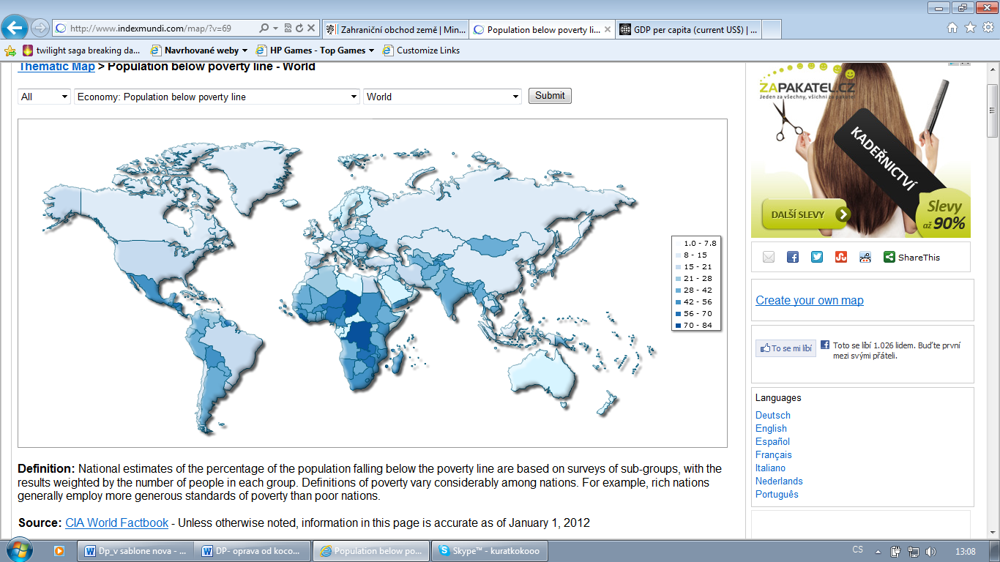 http://www.indexmundi.com/map/?v=69
Zahraniční obchod země | Min...
Population below poverty li...
GDP per capita (current US$) | ...
twilight saga breaking da...
Navrhované weby
HP Games - Top Games
Customize Links
Thematic Map > Population below poverty line - World
All
Economy: Population below poverty line
World
Submit
1.0 - 7.8
8 - 15
15 - 21
21 - 28
28 - 42
42 - 56
56 - 70
70 - 84
Definition: National estimates of the percentage of the population falling below the poverty line are based on surveys of sub-groups, with the
results weighted by the number of people in each group. Definitions of poverty vary considerably among nations. For example, rich nations
generally employ more generous standards of poverty than poor nations.
Source: CIA World Factbook - Unless otherwise noted, information in this page is accurate as of January 1, 2012
ZAPAKATEL.CZ
Jeden za všechny, všichni za pakatel
KADEŘNICTVÍ
DALŠÍ SLEVY
Slevy
až 90%
ShareThis
Create your own map
To se mi líbí
Toto se líbí 1.026 lidem. Buďte první
mezi svými přáteli.
Languages
Deutsch
English
Español
Français
Italiano
Nederlands
Português
Dp_v sablone nova - ...
DP- oprava od koco...
Population below po...
Skype™ - kuratkokooo
CS
13:08